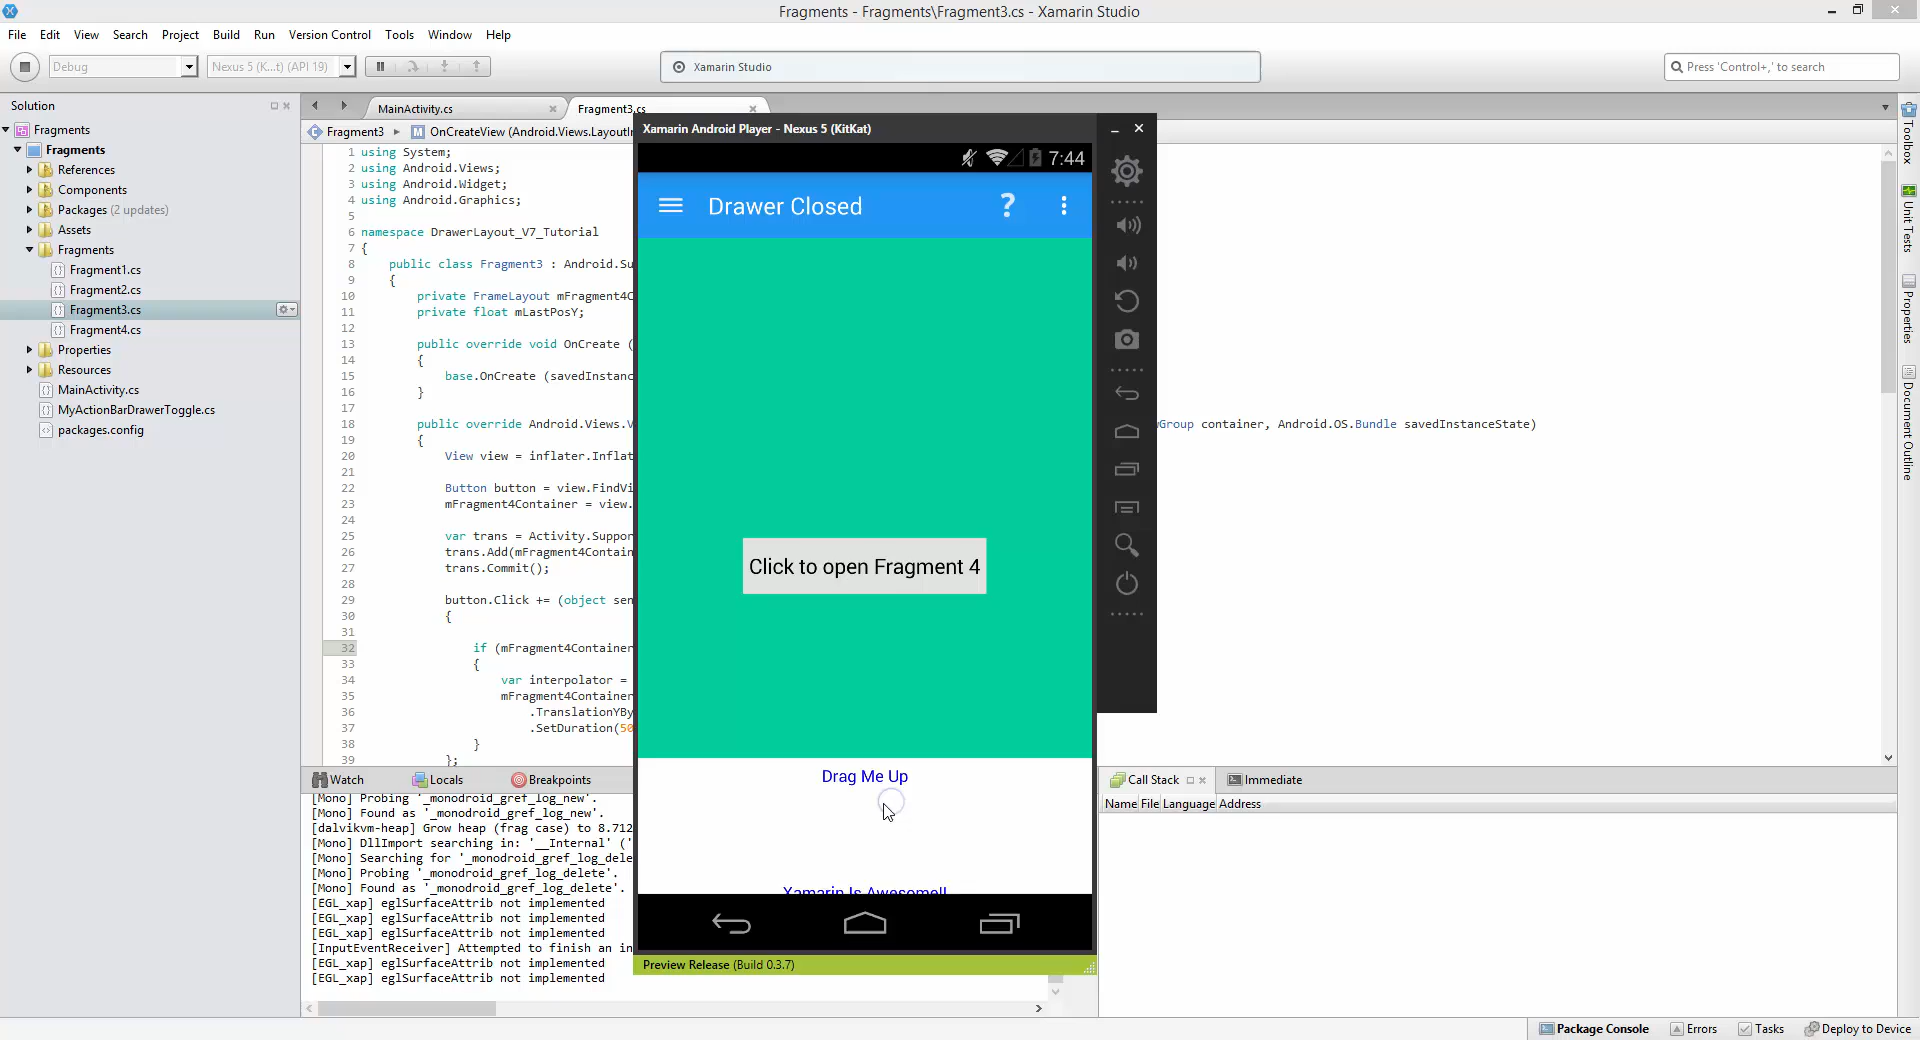 Fragments - Fragments\Fragment3.cs - Xamarin Studio
File Edit View Search Project Build Run Version Control Tools Window Help
Debug
Nexus 5 (K...t) (API 19)
Xamarin Studio
Press 'Control+,' to search
Solution
Fragments
Fragments
References
Components
Packages (2 updates)
Assets
Fragments
Fragment1.cs
Fragment2.cs
Fragment3.cs
Fragment4.cs
Properties
Resources
MainActivity.cs
MyActionBarDrawerToggle.cs
packages.config
MainActivity.cs
Fragment3.cs
Fragment3
OnCreateView (Android.Views.LayoutIn
1 using System;
2 using Android.Views;
3 using Android.Widget;
4 using Android.Graphics;
5
6 namespace DrawerLayout_V7_Tutorial
7 {
8 public class Fragment3 : Android.Su
9 {
10 private FrameLayout mFragment4C
11 private float mLastPosY;
12
13 public override void OnCreate (
14 {
15 base.OnCreate (savedInstanc
16 }
17
18 public override Android.Views.V
Group container, Android.OS.Bundle savedInstanceState)
19 {
20 View view = inflater.Inflat
21
22 Button button = view.FindVi
23 mFragment4Container = view.
24
25 var trans = Activity.Suppor
26 trans.Add(mFragment4Contain
27 trans.Commit();
28
29 button.Click += (object sen
30 {
31
32 if (mFragment4Container
33 {
34 var interpolator =
35 mFragment4Container
36 .TranslationYBy
37 .SetDuration(50
38 }
39 };
Xamarin Android Player - Nexus 5 (KitKat)
7:44
Drawer Closed
?
Click to open Fragment 4
Drag Me Up
Xamarin Is Awesome!!
Preview Release (Build 0.3.7)
Toolbox
Unit Tests
Properties
Document Outline
Watch
Locals
Breakpoints
[Mono] Probing '_monodroid_gref_log_new'.
[Mono] Found as '_monodroid_gref_log_new'.
[dalvikvm-heap] Grow heap (frag case) to 8.712
[Mono] DllImport searching in: '__Internal' ('
[Mono] Searching for '_monodroid_gref_log_dele
[Mono] Probing '_monodroid_gref_log_delete'.
[Mono] Found as '_monodroid_gref_log_delete'.
[EGL_xap] eglSurfaceAttrib not implemented
[EGL_xap] eglSurfaceAttrib not implemented
[EGL_xap] eglSurfaceAttrib not implemented
[InputEventReceiver] Attempted to finish an in
[EGL_xap] eglSurfaceAttrib not implemented
[EGL_xap] eglSurfaceAttrib not implemented
Call Stack
Immediate
Name File Language Address
Package Console
Errors
Tasks
Deploy to Device